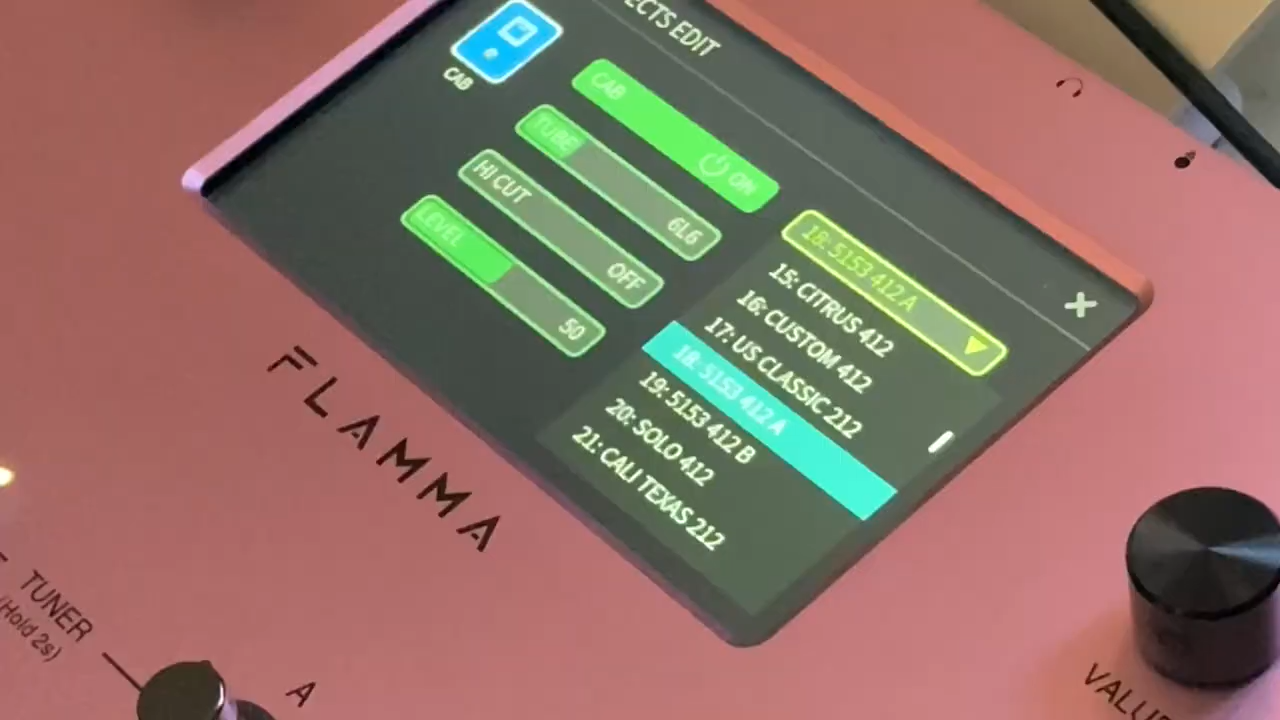 ECTS EDIT
CAB
CAB
ON
TUBE
6L6
HI CUT
OFF
LEVEL
50
18: 5153 412 A
15: CITRUS 412
16: CUSTOM 412
17: US CLASSIC 212
18: 5153 412 A
19: 5153 412 B
20: SOLO 412
21: CALI TEXAS 212
FLAMMA
TUNER
(Hold 2s)
A
VALUE